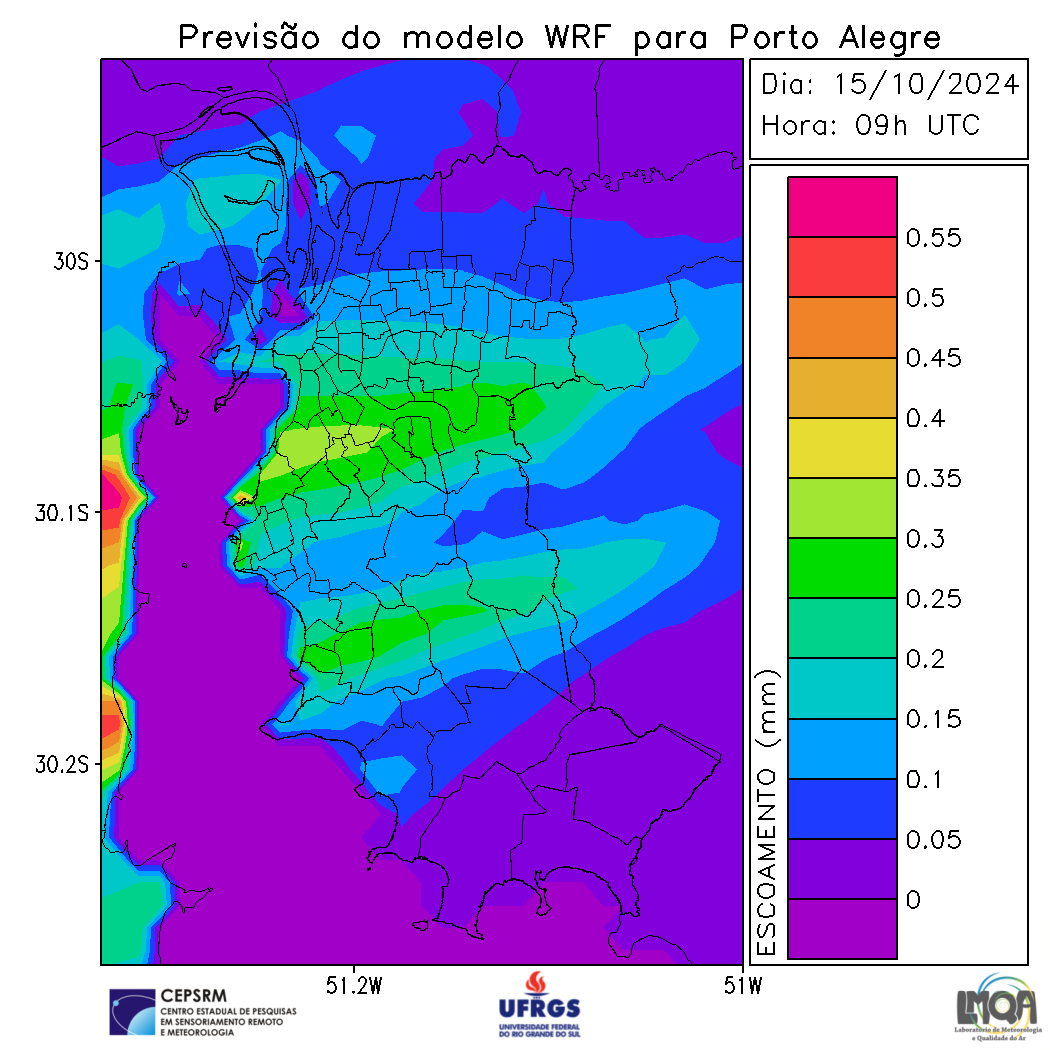 Previsão do modelo WRF para Porto Alegre
Dia: 15/10/2024
Hora: 09h UTC
30S
30.1S
30.2S
51.2W
51W
ESCOAMENTO (mm)
0.55
0.5
0.45
0.4
0.35
0.3
0.25
0.2
0.15
0.1
0.05
0
CEPSRM
CENTRO ESTADUAL DE PESQUISAS
EM SENSORIAMENTO REMOTO
E METEOROLOGIA
UFRGS
UNIVERSIDADE FEDERAL
DO RIO GRANDE DO SUL
LMQA
Laboratório de Meteorologia
e Qualidade do Ar